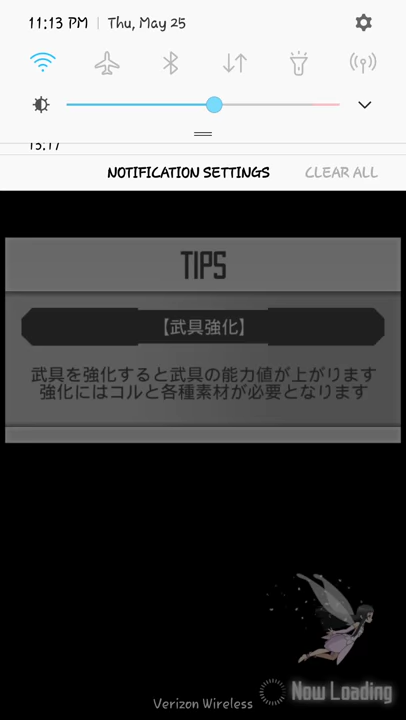 11:13 PM | Thu, May 25
NOTIFICATION SETTINGS CLEAR ALL
TIPS
【武具強化】
武具を強化すると武具の能力値が上がります
強化にはコルと各種素材が必要となります
Now Loading
Verizon Wireless